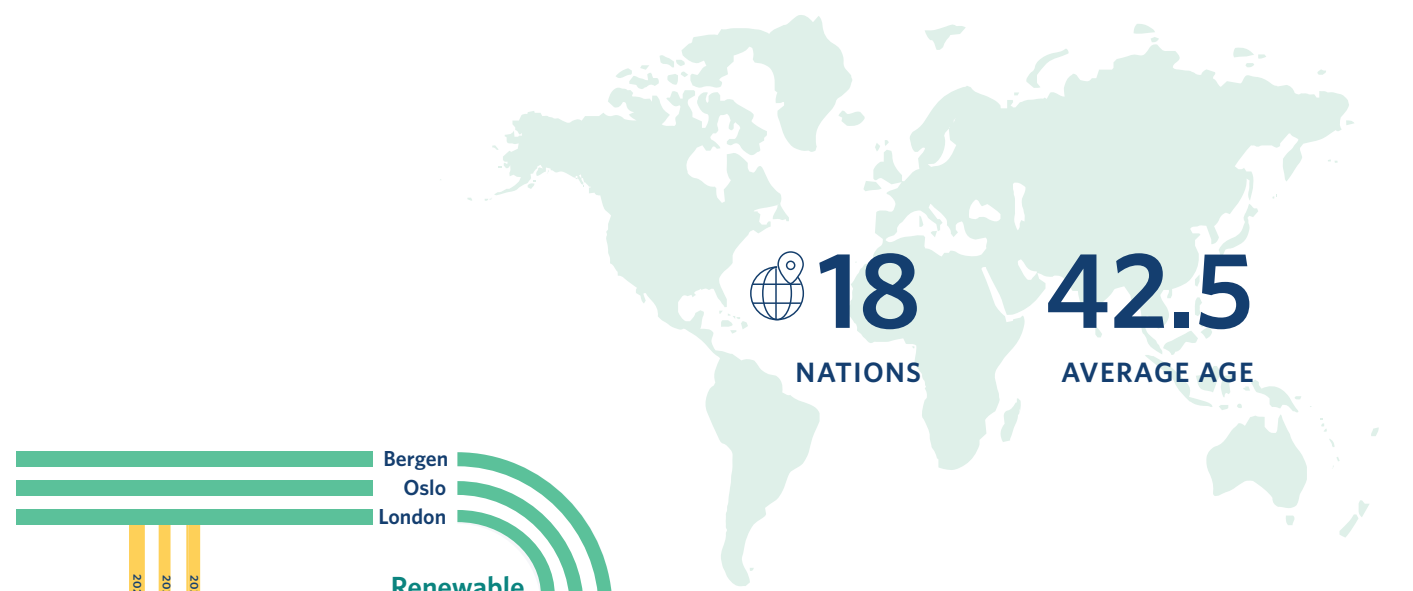 18
42.5
NATIONS
AVERAGE AGE
Bergen
Oslo
London
Renewable